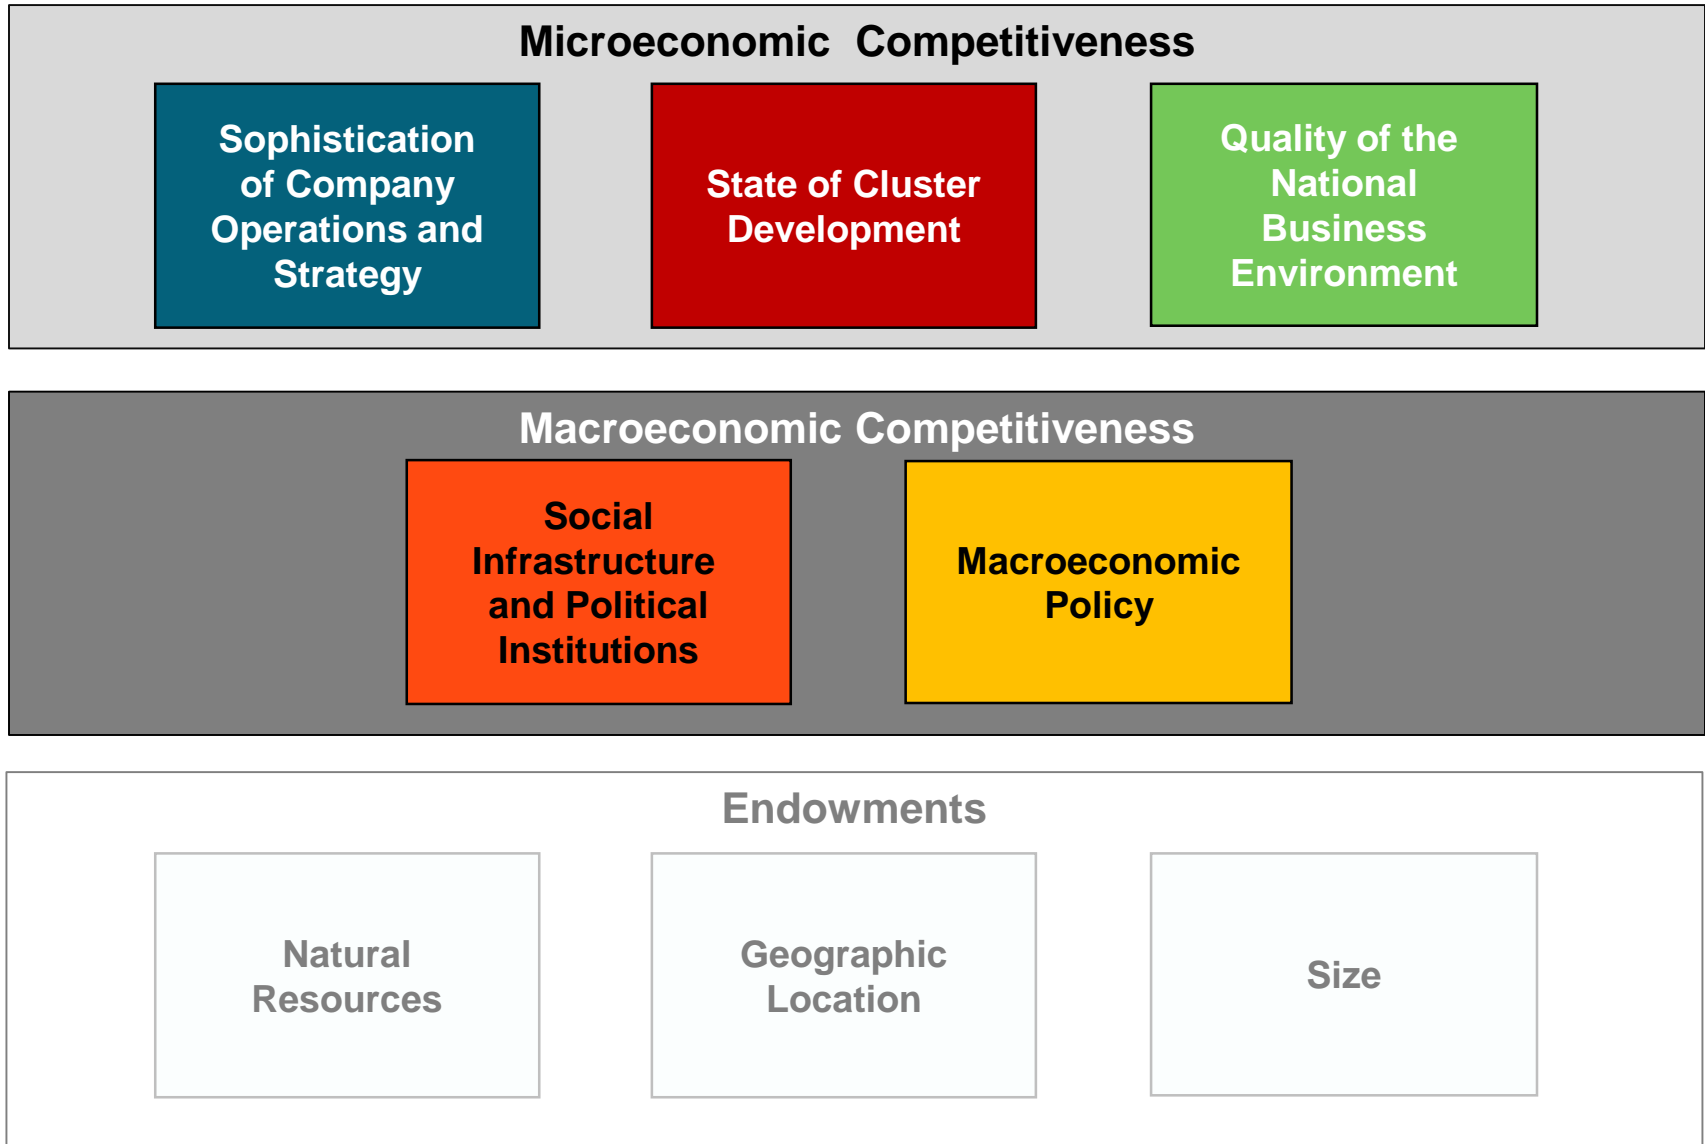 Microeconomic  Competitiveness
Sophistication
of Company
Operations and
Strategy
State of Cluster
Development
Quality of the
National
Business
Environment
Macroeconomic Competitiveness
Social
Infrastructure
and Political
Institutions
Macroeconomic
Policy
Endowments
Natural
Resources
Geographic
Location
Size